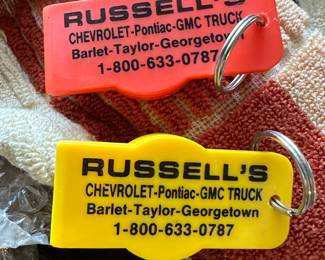 RUSSELL'S
CHEVROLET-Pontiac-GMC TRUCK
Barlet-Taylor-Georgetown
1-800-633-0787
RUSSELL'S
CHEVROLET-Pontiac-GMC TRUCK
Barlet-Taylor-Georgetown
1-800-633-0787